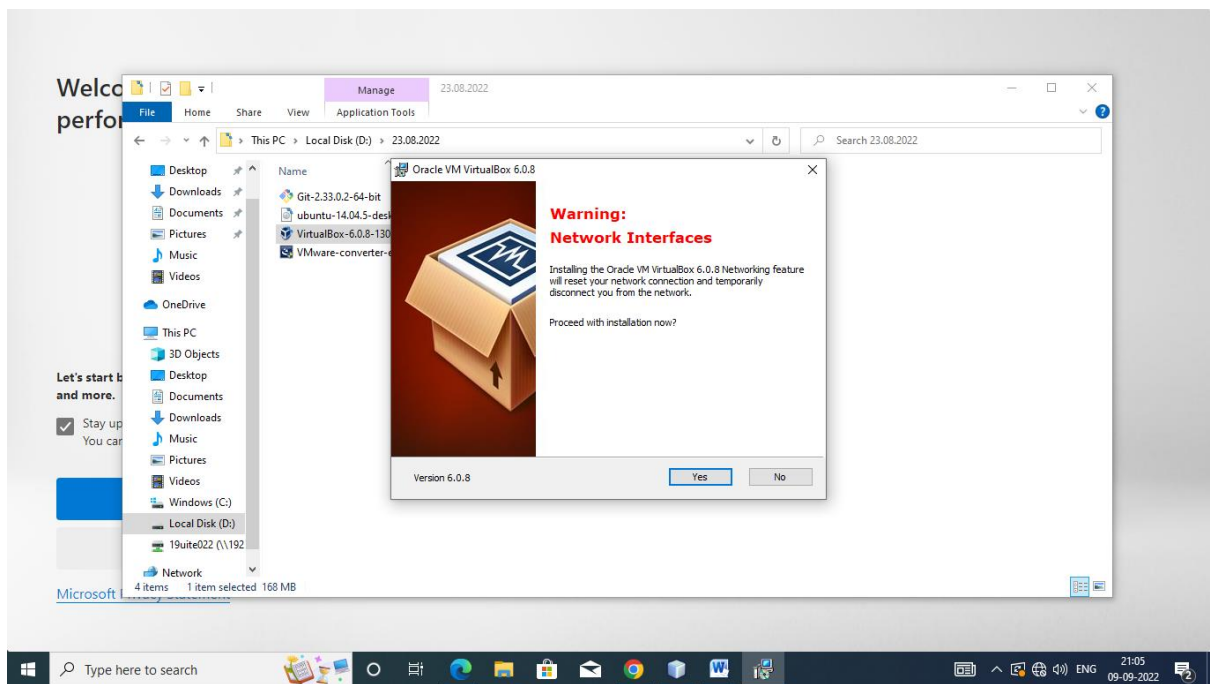 Welco
perfor
Manage
23.08.2022
File Home Share View Application Tools
This PC › Local Disk (D:) › 23.08.2022
Search 23.08.2022
Desktop
Downloads
Documents
Pictures
Music
Videos
OneDrive
This PC
3D Objects
Desktop
Documents
Downloads
Music
Pictures
Videos
Windows (C:)
Local Disk (D:)
19uite022 (\\192
Network
Name
Git-2.33.0.2-64-bit
ubuntu-14.04.5-desk
VirtualBox-6.0.8-130
VMware-converter-e
Oracle VM VirtualBox 6.0.8
Warning:
Network Interfaces
Installing the Oracle VM VirtualBox 6.0.8 Networking feature
will reset your network connection and temporarily
disconnect you from the network.
Proceed with installation now?
Version 6.0.8
Yes No
4 items 1 item selected 168 MB
Let's start b
and more.
Stay up
You can
Microsoft
Type here to search
ENG
21:05
09-09-2022
2